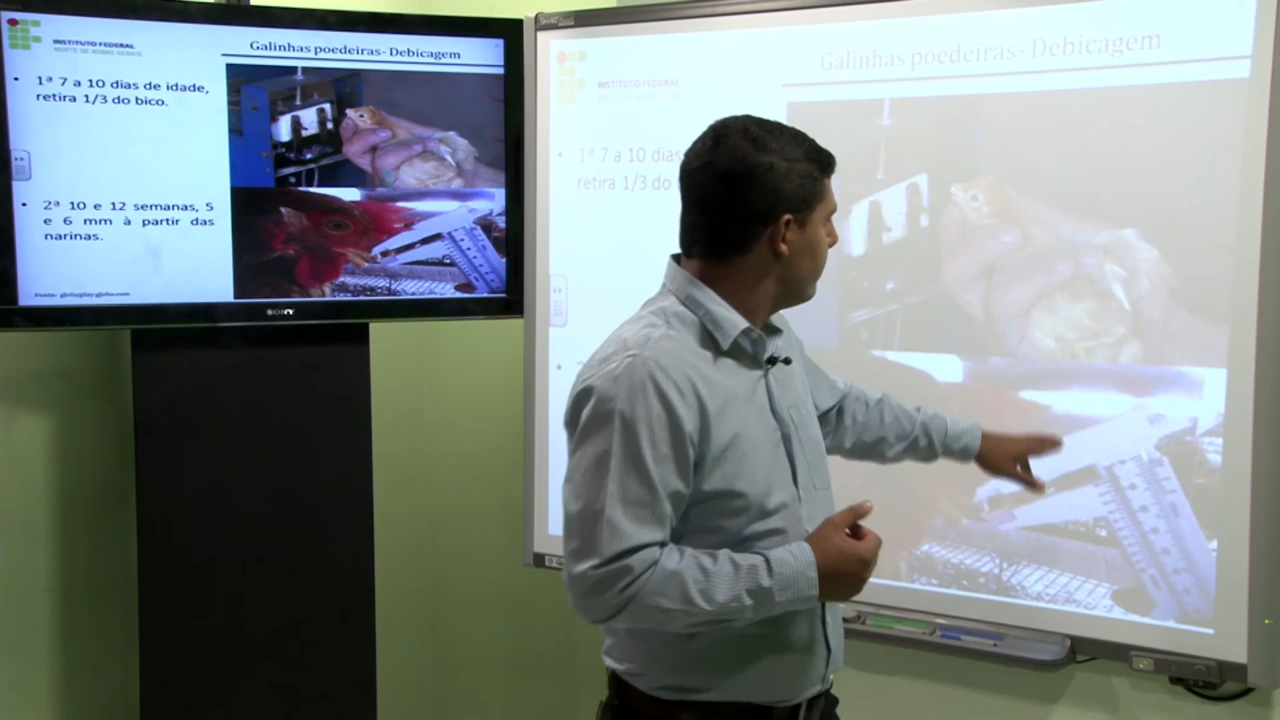 INSTITUTO FEDERAL
NORTE DE MINAS GERAIS
Galinhas poedeiras- Debicagem
• 1ª 7 a 10 dias de idade,
retira 1/3 do bico.
• 2ª 10 e 12 semanas, 5
e 6 mm à partir das
narinas.
Fonte: globoplay.globo.com
SONY
SMART
INSTITUTO FEDERAL
Galinhas poedeiras- Debicagem
• 1ª 7 a 10 dias
retira 1/3 do